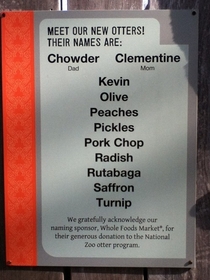 MEET OUR NEW OTTERS!
THEIR NAMES ARE:
Chowder Clementine
Dad Mom
Kevin
Olive
Peaches
Pickles
Pork Chop
Radish
Rutabaga
Saffron
Turnip
We gratefully acknowledge our
naming sponsor, Whole Foods Market®, for
their generous donation to the National
Zoo otter program.